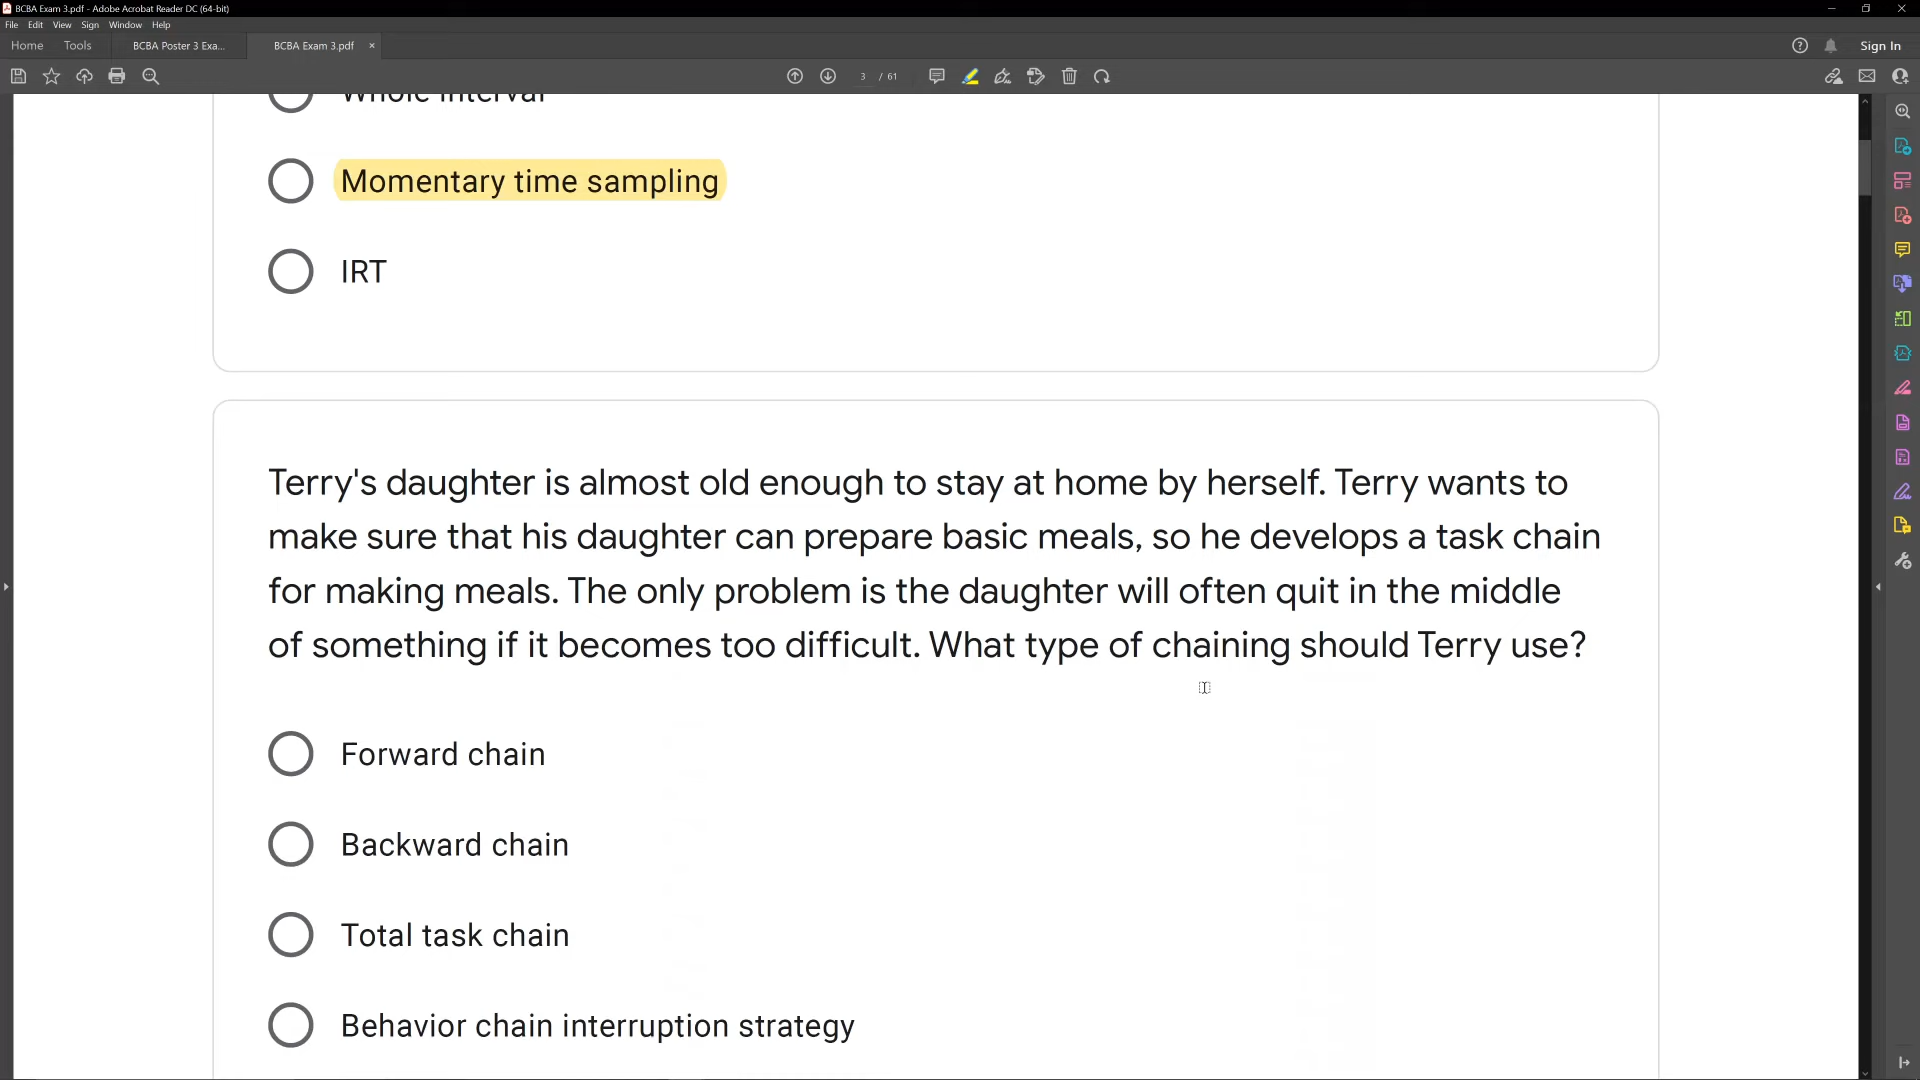 BCBA Exam 3.pdf - Adobe Acrobat Reader DC (64-bit)
File Edit View Sign Window Help
Home Tools BCBA Poster 3 Exa... BCBA Exam 3.pdf × Sign In
3 / 61
Whole interval
Momentary time sampling
IRT
Terry's daughter is almost old enough to stay at home by herself. Terry wants to
make sure that his daughter can prepare basic meals, so he develops a task chain
for making meals. The only problem is the daughter will often quit in the middle
of something if it becomes too difficult. What type of chaining should Terry use?
Forward chain
Backward chain
Total task chain
Behavior chain interruption strategy